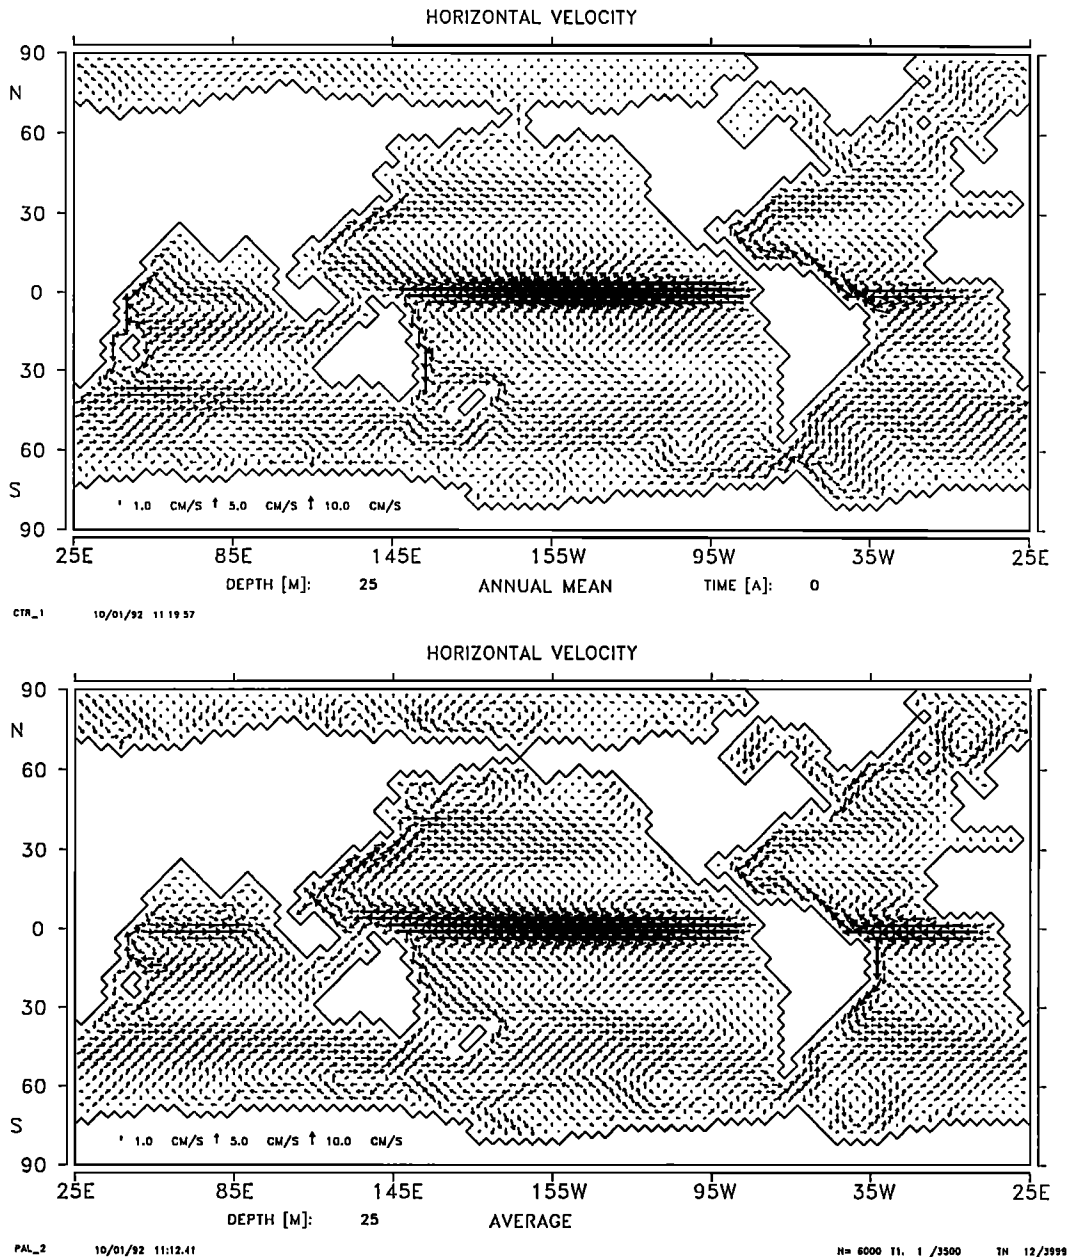 HORIZONTAL VELOCITY
90
N
60
30
0
30
60
S
90
1.0 CM/S 5.0 CM/S 10.0 CM/S
25E 85E 145E 155W 95W 35W 25E
DEPTH [M]: 25 ANNUAL MEAN TIME [A]: 0
CTR_1 10/01/92 11 19 57
HORIZONTAL VELOCITY
90
N
60
30
0
30
60
S
90
1.0 CM/S 5.0 CM/S 10.0 CM/S
25E 85E 145E 155W 95W 35W 25E
DEPTH [M]: 25 AVERAGE
PAL_2 10/01/92 11:12.41 N= 6000 T1. 1 /3500 TN 12/3999